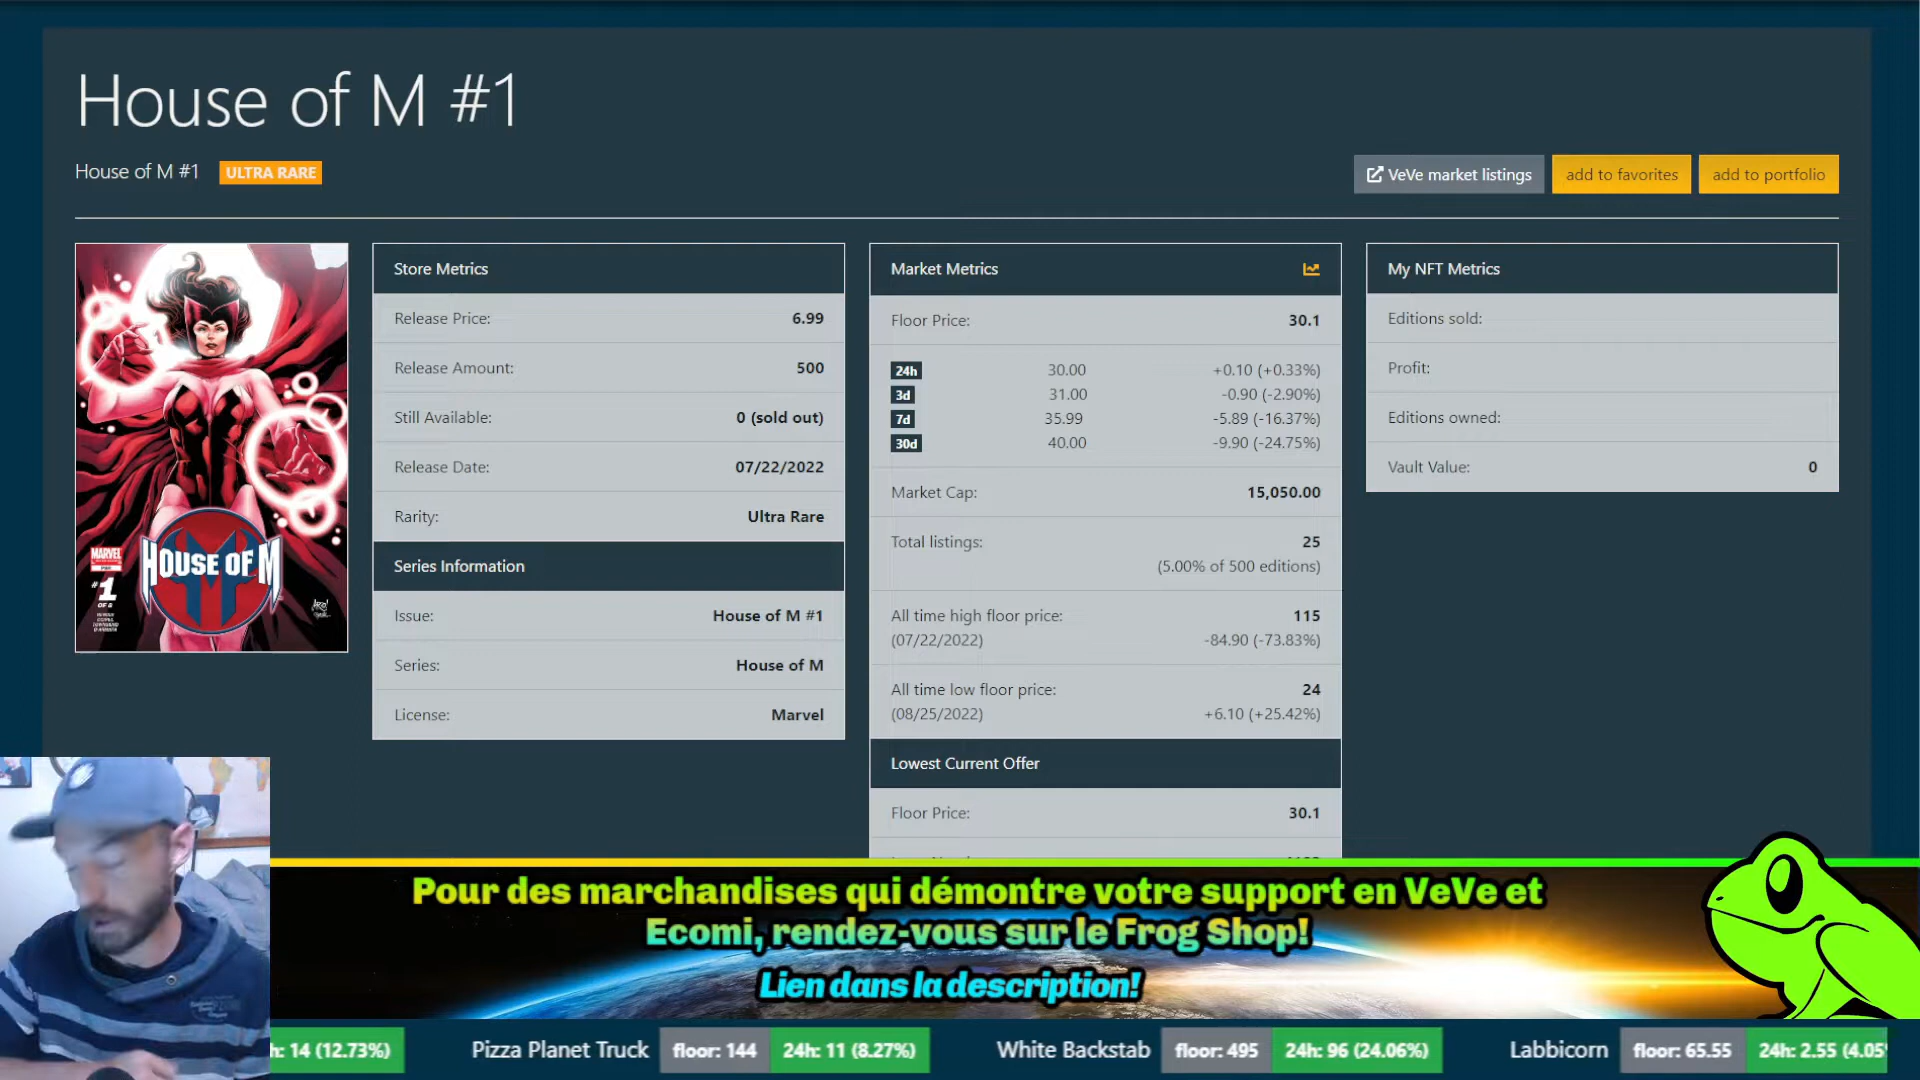 House of M #1
House of M #1 ULTRA RARE
VeVe market listings
add to favorites
add to portfolio
MARVEL
HOUSE OF M
#1
OF 8
Store Metrics
Release Price: 6.99
Release Amount: 500
Still Available: 0 (sold out)
Release Date: 07/22/2022
Rarity: Ultra Rare
Series Information
Issue: House of M #1
Series: House of M
License: Marvel
Market Metrics
Floor Price: 30.1
24h 30.00 +0.10 (+0.33%)
3d 31.00 -0.90 (-2.90%)
7d 35.99 -5.89 (-16.37%)
30d 40.00 -9.90 (-24.75%)
Market Cap: 15,050.00
Total listings: 25
(5.00% of 500 editions)
All time high floor price: 115
(07/22/2022) -84.90 (-73.83%)
All time low floor price: 24
(08/25/2022) +6.10 (+25.42%)
Lowest Current Offer
Floor Price: 30.1
My NFT Metrics
Editions sold:
Profit:
Editions owned:
Vault Value: 0
Pour des marchandises qui démontre votre support en VeVe et
Ecomi, rendez-vous sur le Frog Shop!
Lien dans la description!
h: 14 (12.73%) Pizza Planet Truck floor: 144 24h: 11 (8.27%) White Backstab floor: 495 24h: 96 (24.06%) Labbicorn floor: 65.55 24h: 2.55 (4.05